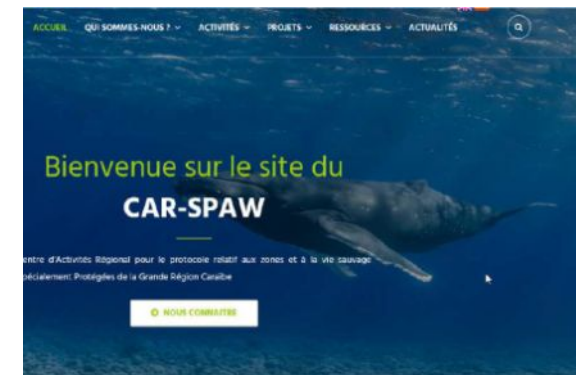 ACCUEIL QUI SOMMES-NOUS ? ACTIVITÉS PROJETS RESSOURCES ACTUALITÉS
Bienvenue sur le site du
CAR-SPAW
entre d'Activités Régional pour le protocole relatif aux zones et à la vie sauvage
pécialement Protégées de la Grande Région Caraïbe
NOUS CONNAITRE